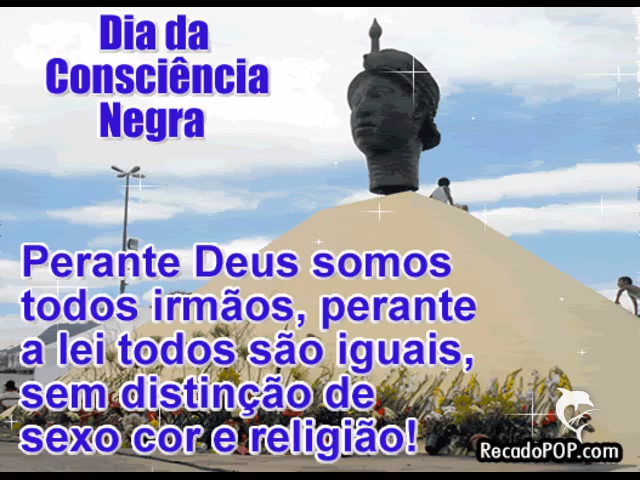 Dia da
Consciência
Negra
Perante Deus somos
todos irmãos, perante
a lei todos são iguais,
sem distinção de
sexo cor e religião!
RecadoPOP.com